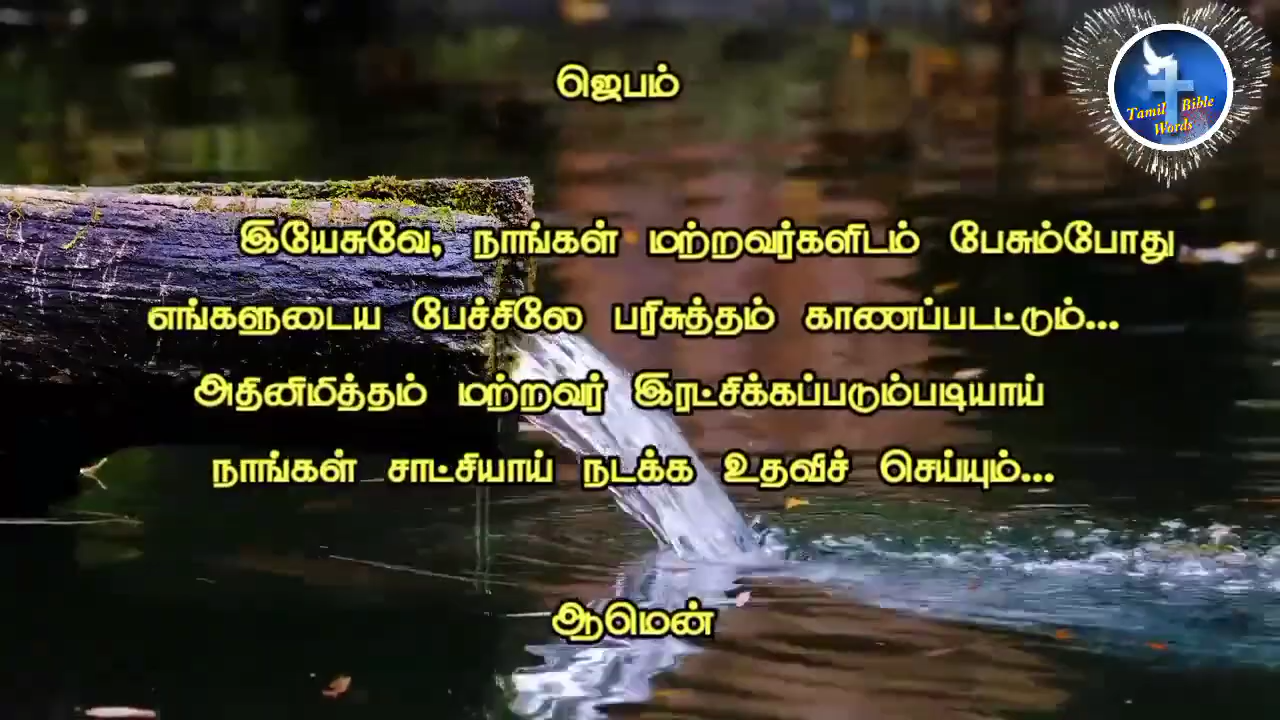 ஜெபம்
Tamil Bible
Words
இயேசுவே, நாங்கள் மற்றவர்களிடம் பேசும்போது
எங்களுடைய பேச்சிலே பரிசுத்தம் காணப்படட்டும்...
அதினிமித்தம் மற்றவர் இரட்சிக்கப்படும்படியாய்
நாங்கள் சாட்சியாய் நடக்க உதவிச் செய்யும்...
ஆமென்